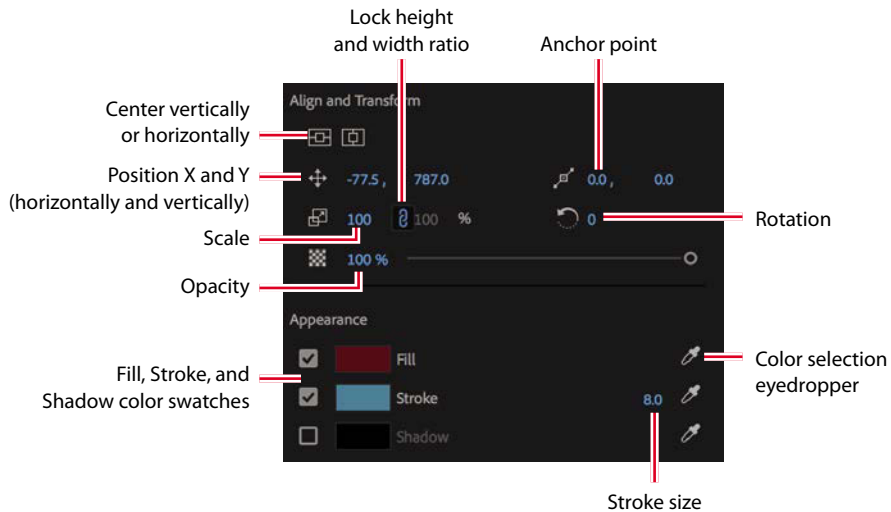 Lock height
and width ratio
Anchor point
Center vertically
or horizontally
Position X and Y
(horizontally and vertically)
Scale
Opacity
Fill, Stroke, and
Shadow color swatches
Align and Transform
-77.5 , 787.0
0.0 , 0.0
100 100 %
0
100 %
Appearance
Fill
Stroke
8.0
Shadow
Rotation
Color selection
eyedropper
Stroke size